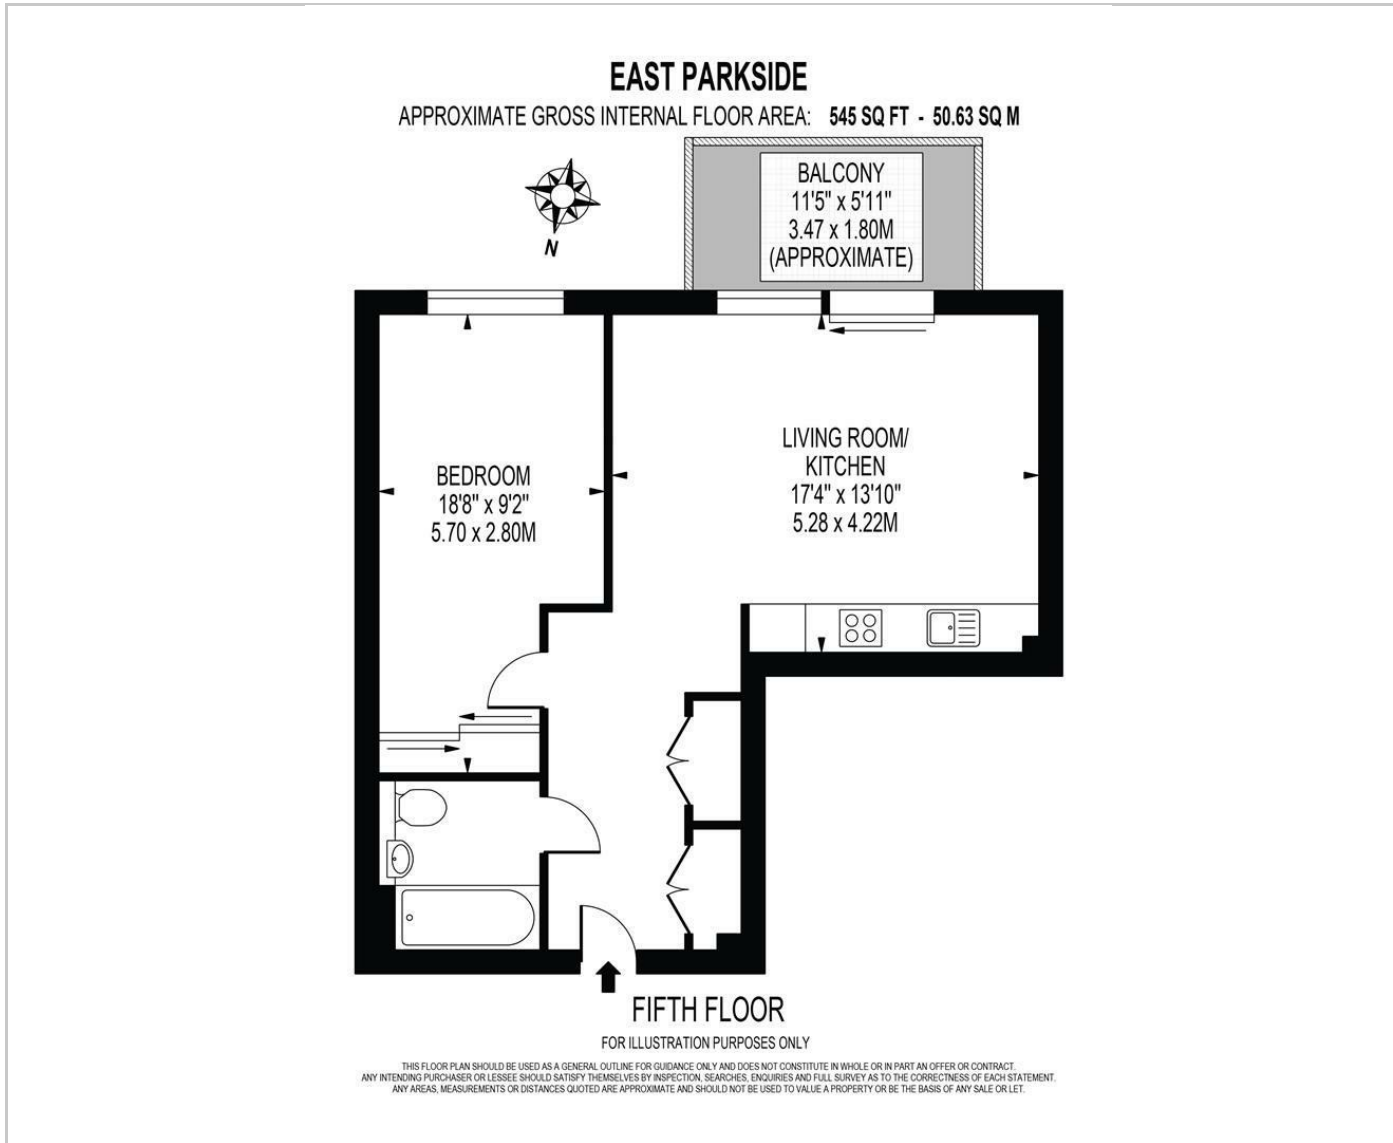 EAST PARKSIDE
APPROXIMATE GROSS INTERNAL FLOOR AREA: 545 SQ FT - 50.63 SQ M
BALCONY
11'5" x 5'11"
3.47 x 1.80M
(APPROXIMATE)
N
LIVING ROOM/
KITCHEN
17'4" x 13'10"
5.28 x 4.22M
BEDROOM
18'8" x 9'2"
5.70 x 2.80M
FIFTH FLOOR
FOR ILLUSTRATION PURPOSES ONLY
THIS FLOOR PLAN SHOULD BE USED AS A GENERAL OUTLINE FOR GUIDANCE ONLY AND DOES NOT CONSTITUTE IN WHOLE OR IN PART AN OFFER OR CONTRACT.
ANY INTENDING PURCHASER OR LESSEE SHOULD SATISFY THEMSELVES BY INSPECTION, SEARCHES, ENQUIRIES AND FULL SURVEY AS TO THE CORRECTNESS OF EACH STATEMENT.
ANY AREAS, MEASUREMENTS OR DISTANCES QUOTED ARE APPROXIMATE AND SHOULD NOT BE USED TO VALUE A PROPERTY OR BE THE BASIS OF ANY SALE OR LET.